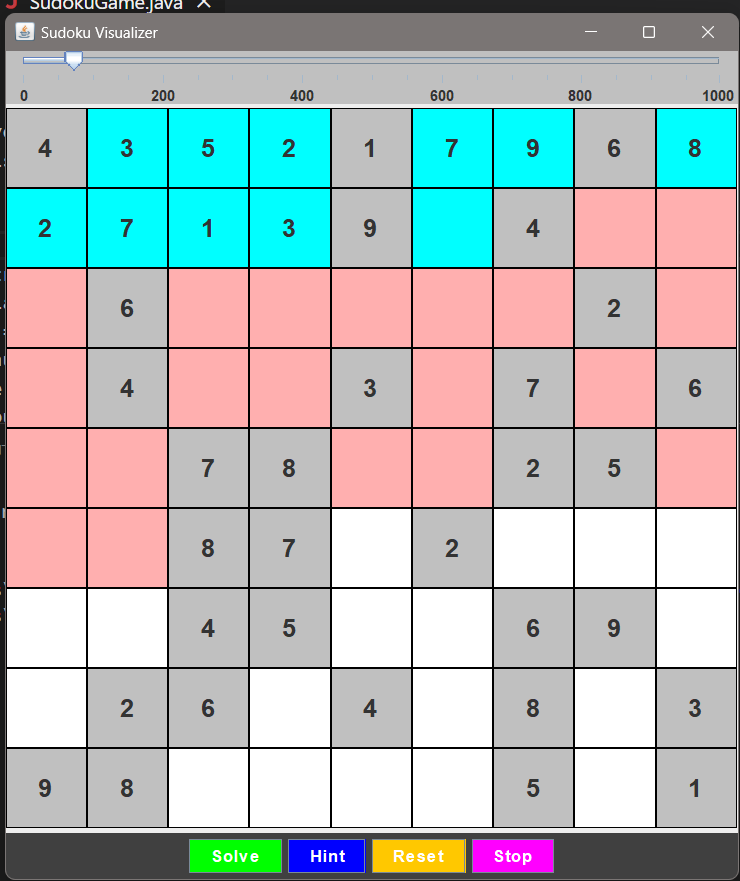 SudokuGame.java
Sudoku Visualizer
0 200 400 600 800 1000
4 3 5 2 1 7 9 6 8
2 7 1 3 9 4
6 2
4 3 7 6
7 8 2 5
8 7 2
4 5 6 9
2 6 4 8 3
9 8 5 1
Solve Hint Reset Stop